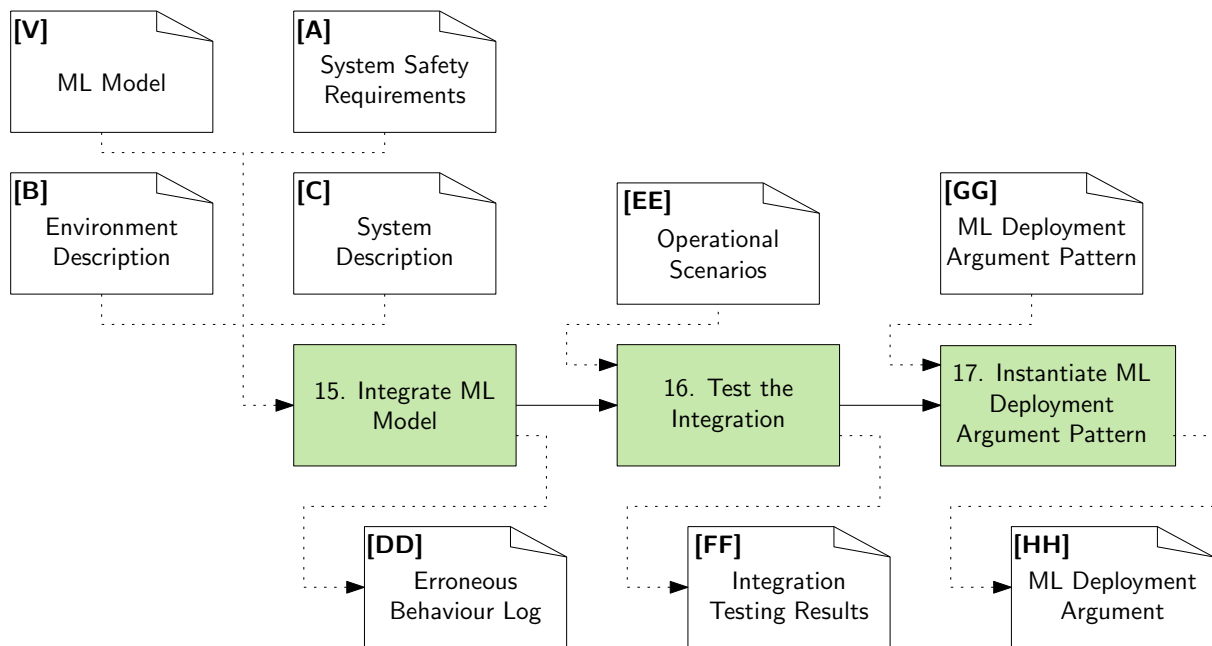 [V]
ML Model
[A]
System Safety
Requirements
[B]
Environment
Description
[C]
System
Description
[EE]
Operational
Scenarios
[GG]
ML Deployment
Argument Pattern
15. Integrate ML
Model
16. Test the
Integration
17. Instantiate ML
Deployment
Argument Pattern
[DD]
Erroneous
Behaviour Log
[FF]
Integration
Testing Results
[HH]
ML Deployment
Argument